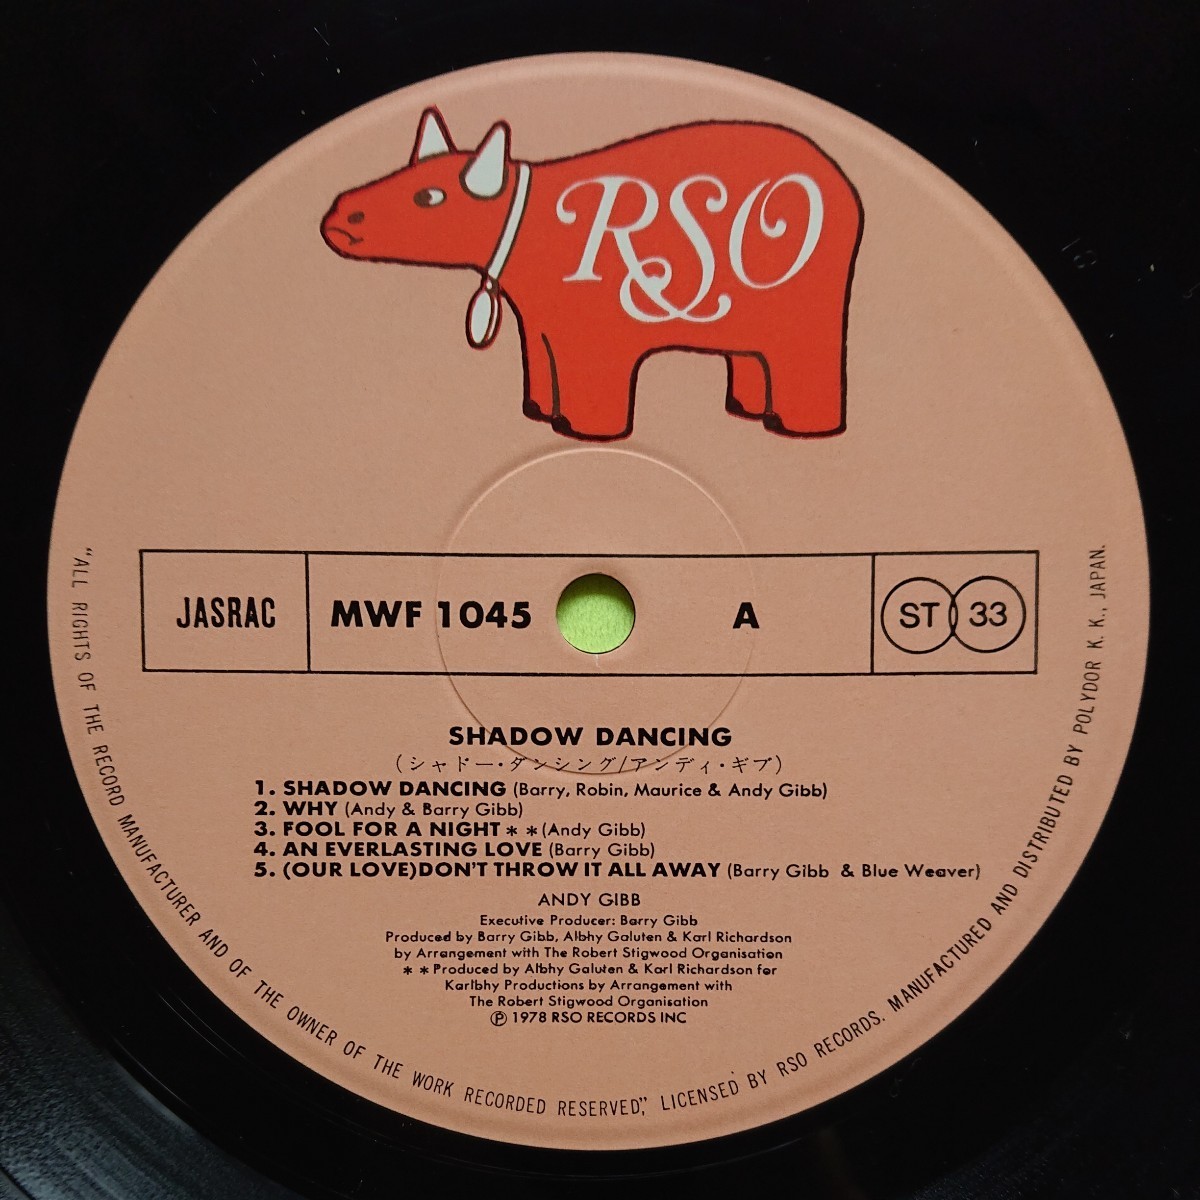 RSO
JASRAC
MWF 1045
A
ST 33
SHADOW DANCING
(シャドー・ダンシング/アンディ・ギブ)
1. SHADOW DANCING (Barry, Robin, Maurice & Andy Gibb)
2. WHY (Andy & Barry Gibb)
3. FOOL FOR A NIGHT * * (Andy Gibb)
4. AN EVERLASTING LOVE (Barry Gibb)
5. (OUR LOVE)DON'T THROW IT ALL AWAY (Barry Gibb & Blue Weaver)
ANDY GIBB
Executive Producer: Barry Gibb
Produced by Barry Gibb, Albhy Galuten & Karl Richardson
by Arrangement with The Robert Stigwood Organisation
* * Produced by Albhy Galuten & Karl Richardson for
Karlbhy Productions by Arrangement with
The Robert Stigwood Organisation
℗ 1978 RSO RECORDS INC
"ALL RIGHTS OF THE RECORD MANUFACTURER AND OF THE OWNER OF THE WORK RECORDED RESERVED", LICENSED BY RSO RECORDS. MANUFACTURED AND DISTRIBUTED BY POLYDOR K. K., JAPAN.